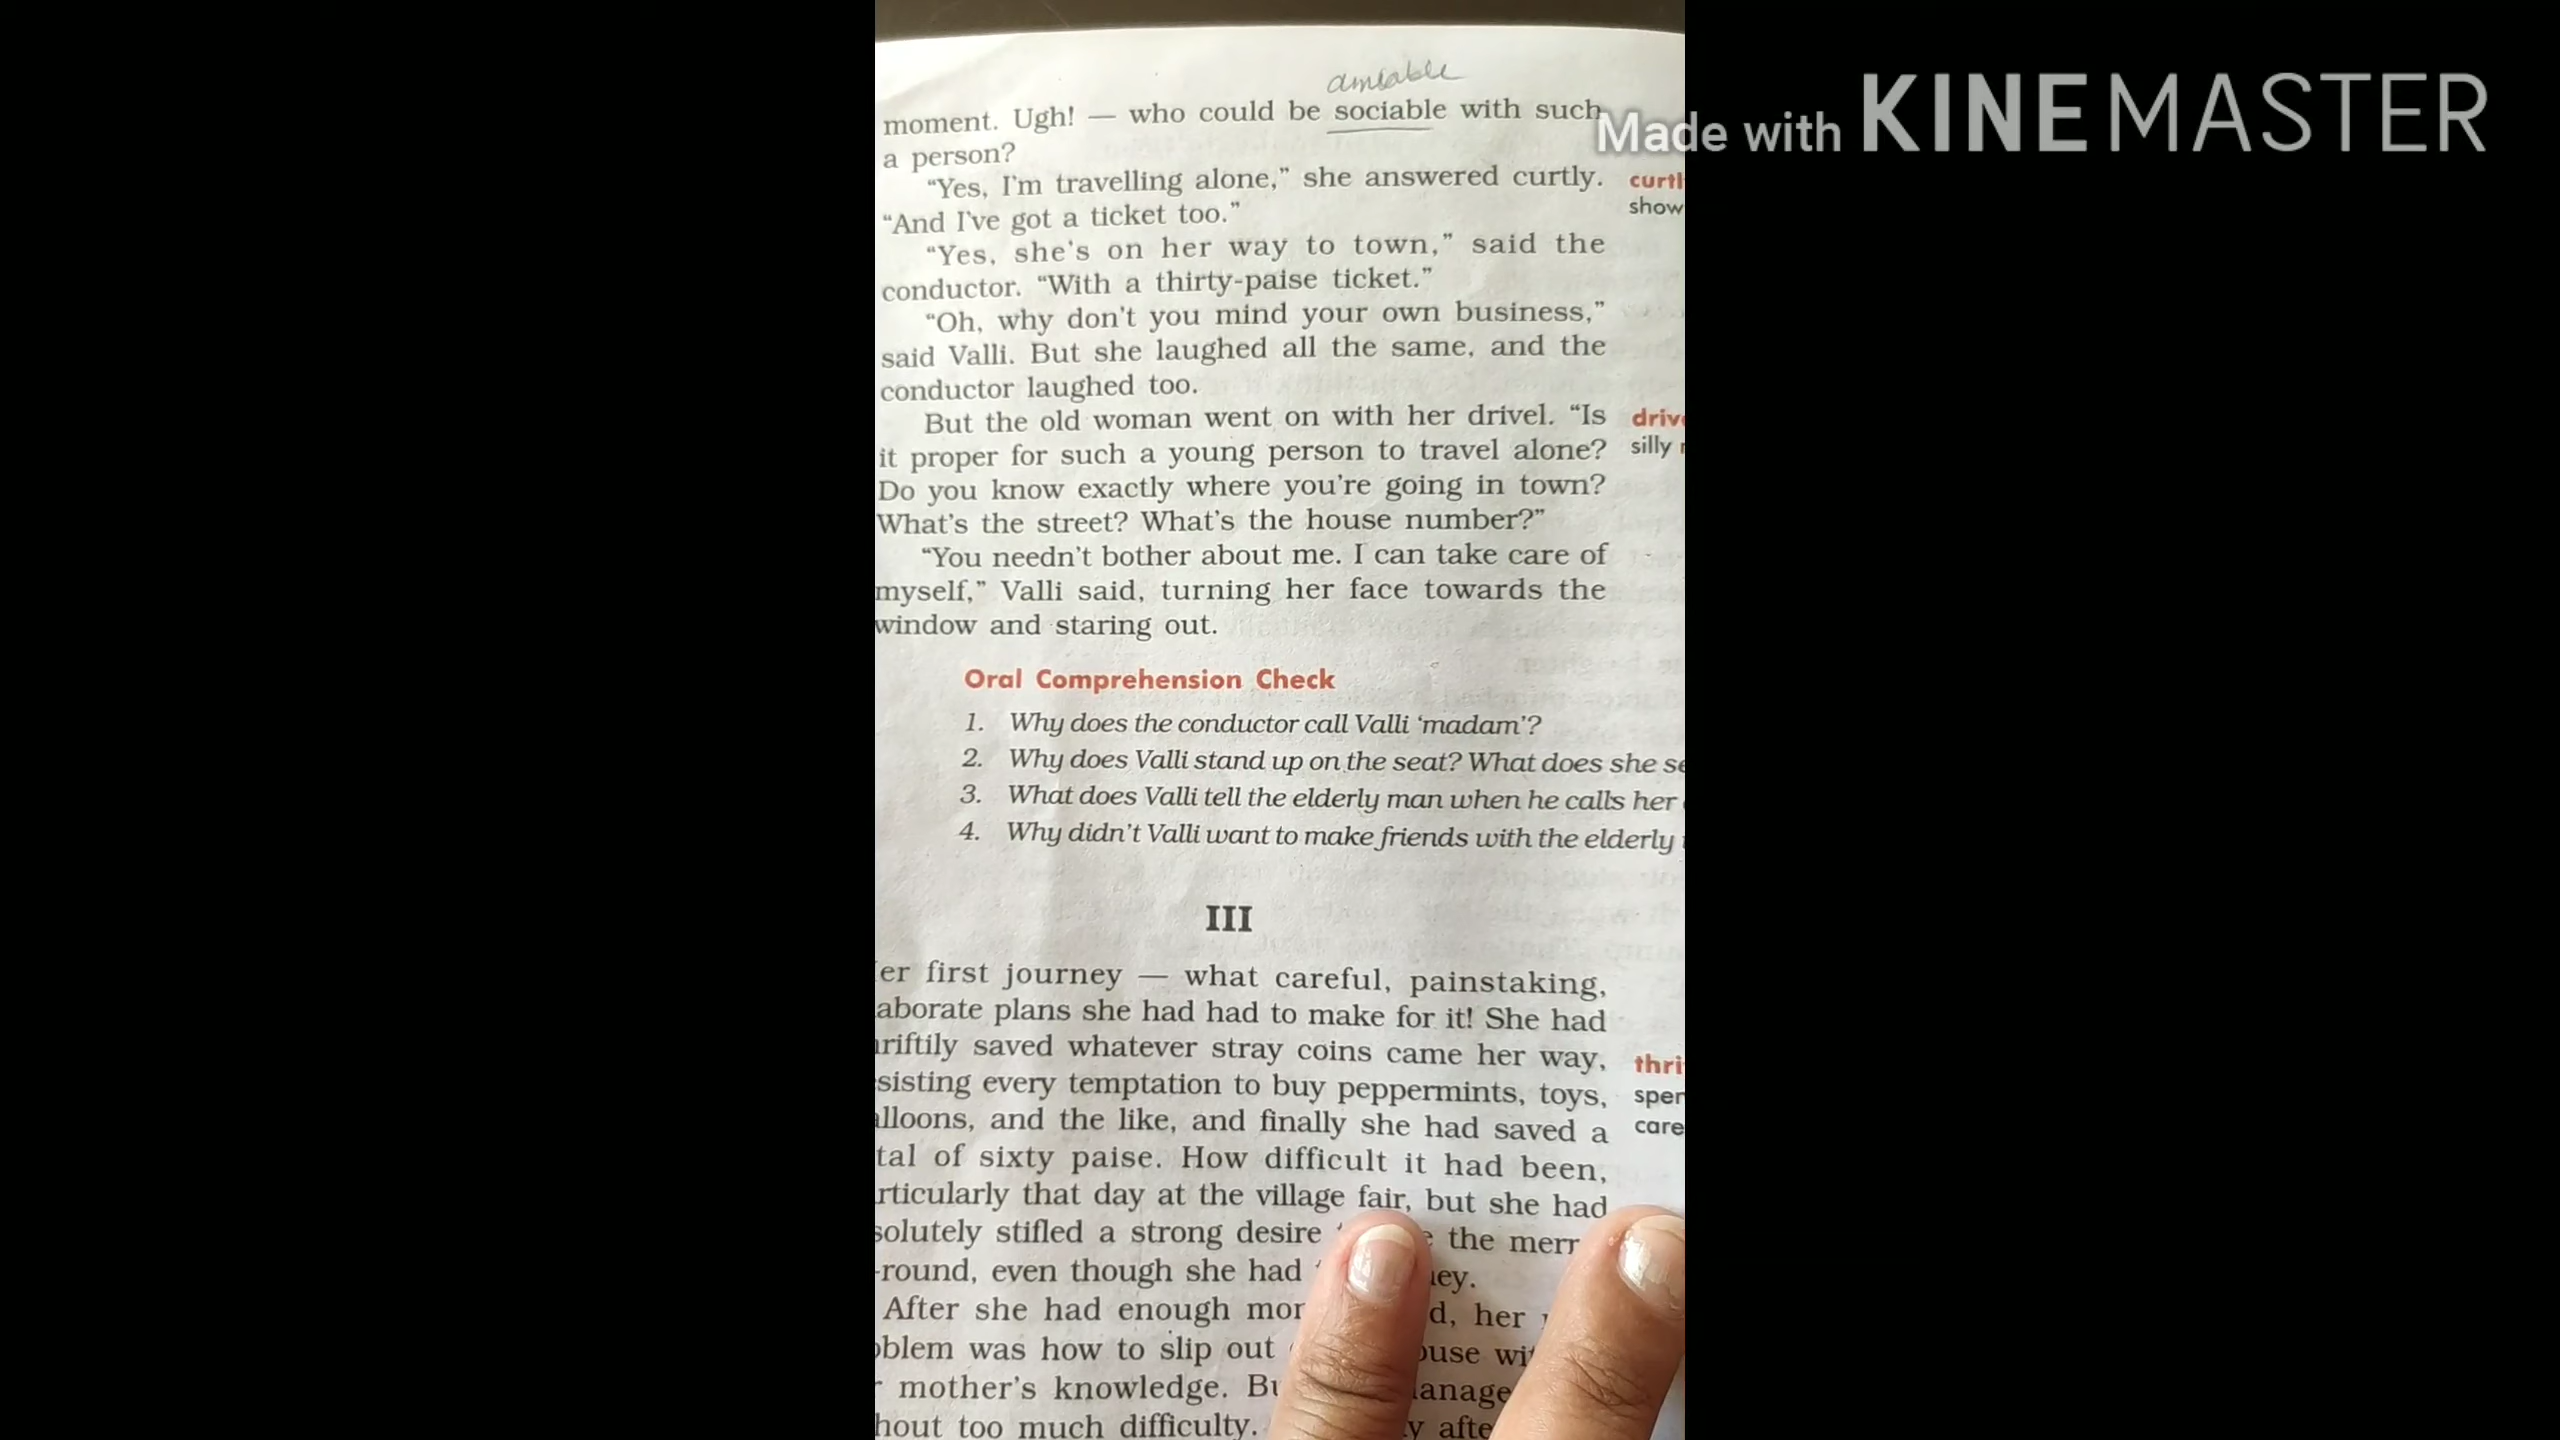 amiable
moment. Ugh! — who could be sociable with such
Made with KINEMASTER
a person?
“Yes, I'm travelling alone,” she answered curtly.
“And I've got a ticket too.”
show
“Yes, she's on her way to town,” said the
conductor. “With a thirty-paise ticket.”
“Oh, why don't you mind your own business,”
said Valli. But she laughed all the same, and the
conductor laughed too.
But the old woman went on with her drivel. “Is
it proper for such a young person to travel alone?
silly
Do you know exactly where you're going in town?
What's the street? What's the house number?”
“You needn't bother about me. I can take care of
myself,” Valli said, turning her face towards the
window and staring out.
Oral Comprehension Check
1. Why does the conductor call Valli ‘madam’?
2. Why does Valli stand up on the seat? What does she
3. What does Valli tell the elderly man when he calls her
4. Why didn't Valli want to make friends with the elderly
III
first journey — what careful, painstaking,
plans she had had to make for it! She had
saved whatever stray coins came her way,
every temptation to buy peppermints, toys,
and the like, and finally she had saved a
care
of sixty paise. How difficult it had been,
that day at the village fair, but she had
stifled a strong desire the
-round, even though she had
After she had enough her
was how to slip out
mother's knowledge.
too much difficulty.